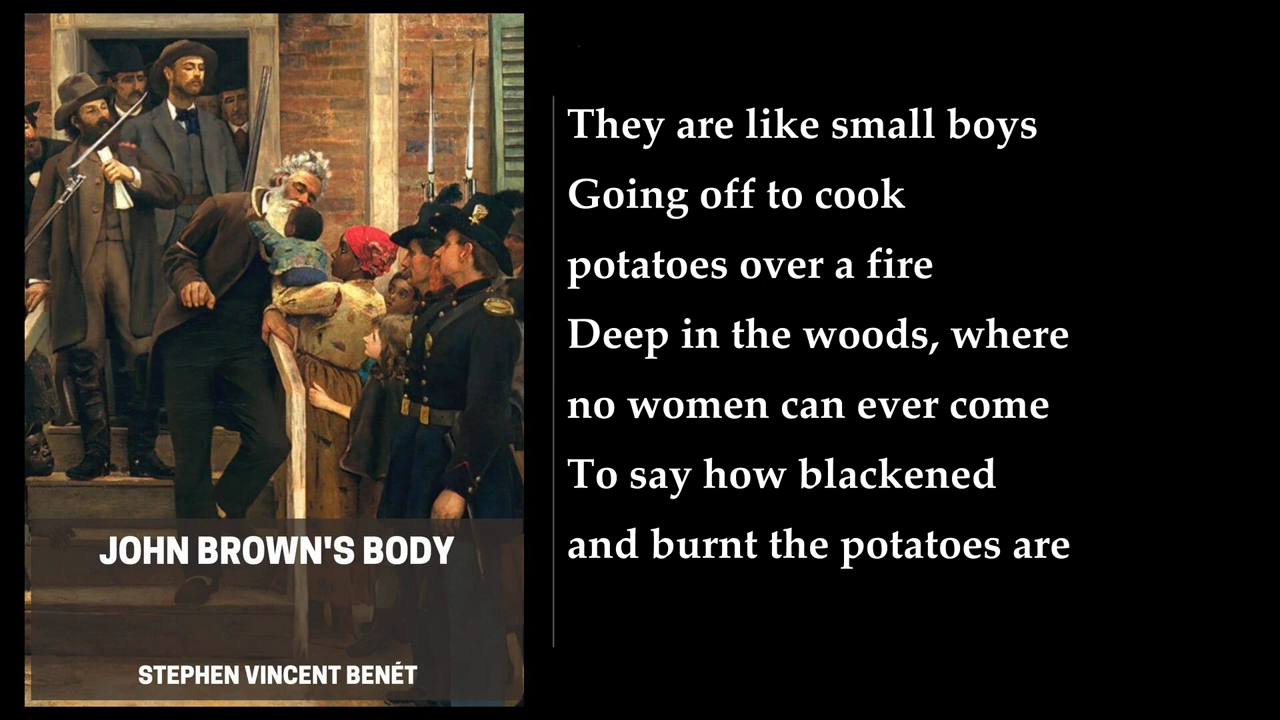 JOHN BROWN'S BODY
STEPHEN VINCENT BENÉT
They are like small boys
Going off to cook
potatoes over a fire
Deep in the woods, where
no women can ever come
To say how blackened
and burnt the potatoes are